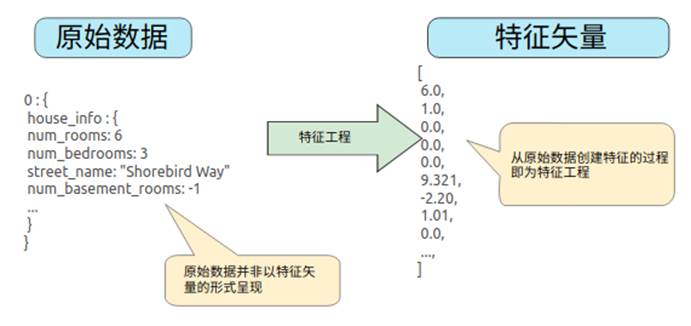 原始数据
特征矢量
0 : {
house_info : {
num_rooms: 6
num_bedrooms: 3
street_name: "Shorebird Way"
num_basement_rooms: -1
...
}
}
原始数据并非以特征矢
量的形式呈现
特征工程
[
6.0,
1.0,
0.0,
0.0,
0.0,
9.321,
-2.20,
1.01,
0.0,
...,
]
从原始数据创建特征的过程
即为特征工程